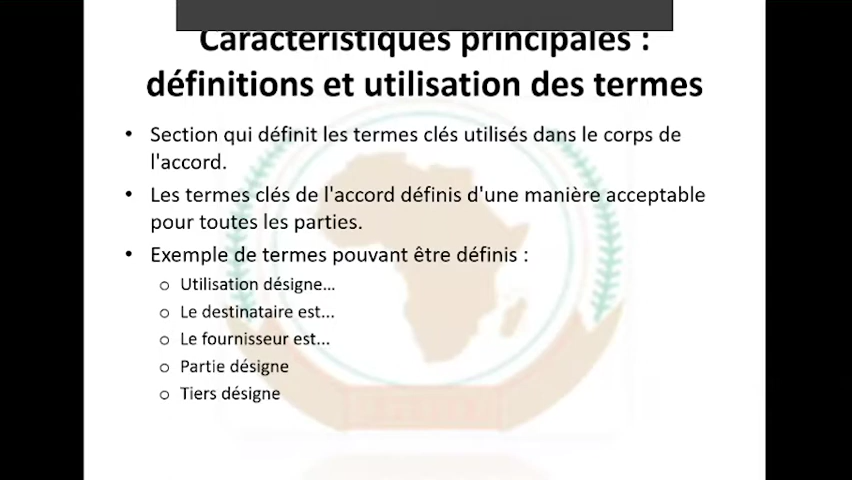 Caractéristiques principales :
définitions et utilisation des termes
• Section qui définit les termes clés utilisés dans le corps de
l'accord.
• Les termes clés de l'accord définis d'une manière acceptable
pour toutes les parties.
• Exemple de termes pouvant être définis :
o Utilisation désigne...
o Le destinataire est...
o Le fournisseur est...
o Partie désigne
o Tiers désigne